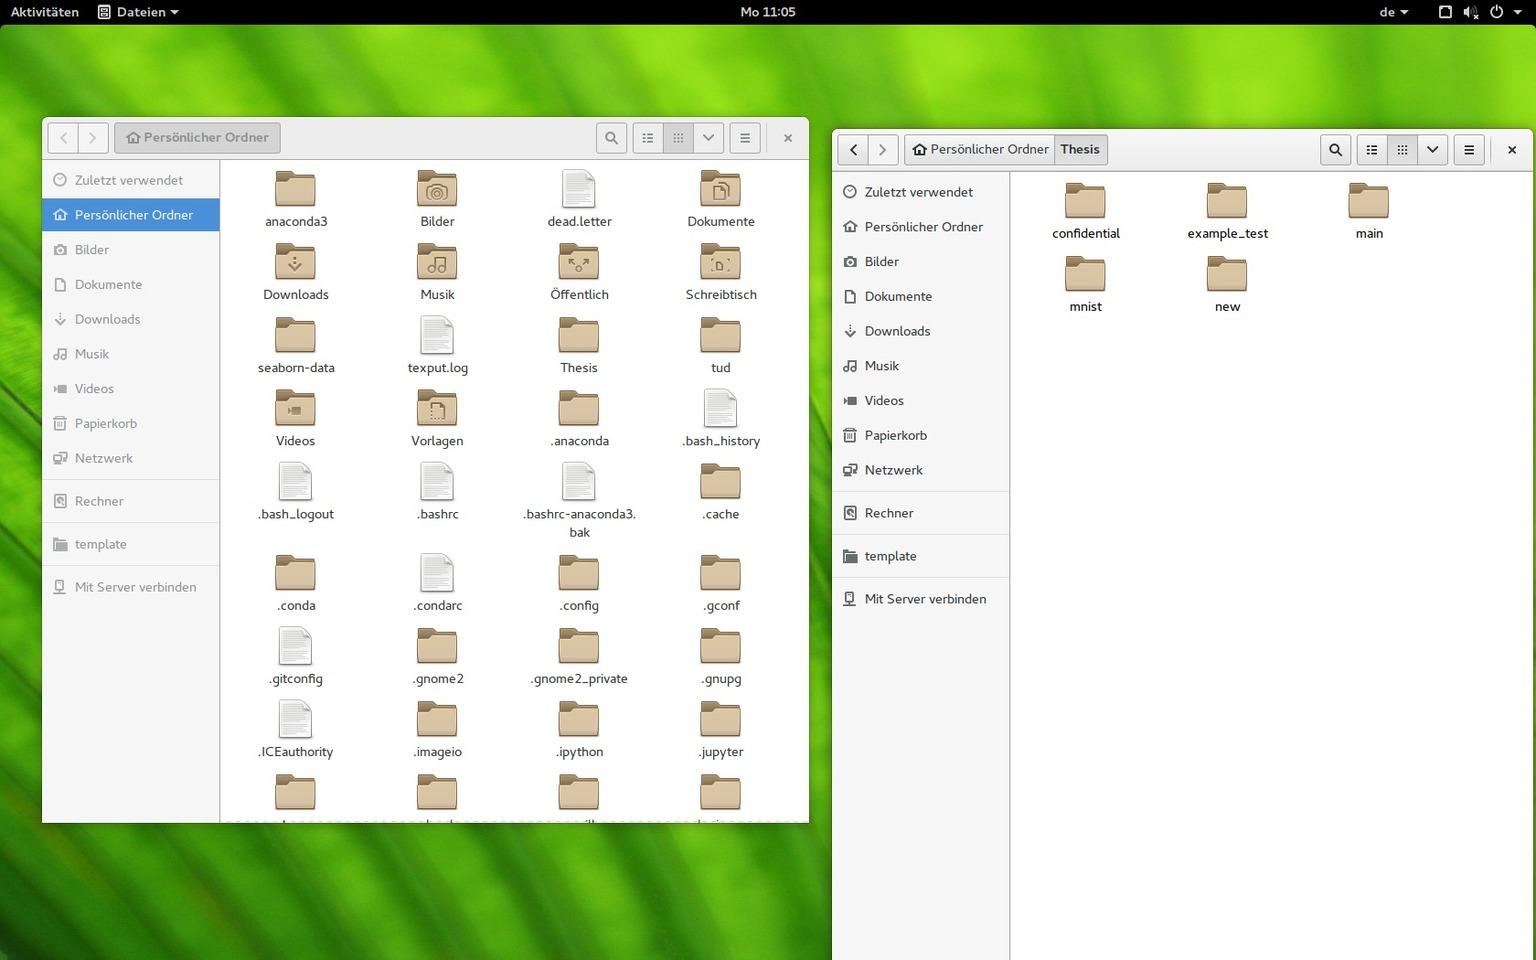 Aktivitäten Dateien Mo 11:05 de
Persönlicher Ordner
Zuletzt verwendet
Persönlicher Ordner
Bilder
Dokumente
Downloads
Musik
Videos
Papierkorb
Netzwerk
Rechner
template
Mit Server verbinden
anaconda3 Bilder dead.letter Dokumente
Downloads Musik Öffentlich Schreibtisch
seaborn-data texput.log Thesis tud
Videos Vorlagen .anaconda .bash_history
.bash_logout .bashrc .bashrc-anaconda3.
bak
.cache
.conda .condarc .config .gconf
.gitconfig .gnome2 .gnome2_private .gnupg
.ICEauthority .imageio .ipython .jupyter
Persönlicher Ordner Thesis
Zuletzt verwendet
Persönlicher Ordner
Bilder
Dokumente
Downloads
Musik
Videos
Papierkorb
Netzwerk
Rechner
template
Mit Server verbinden
confidential example_test main
mnist new